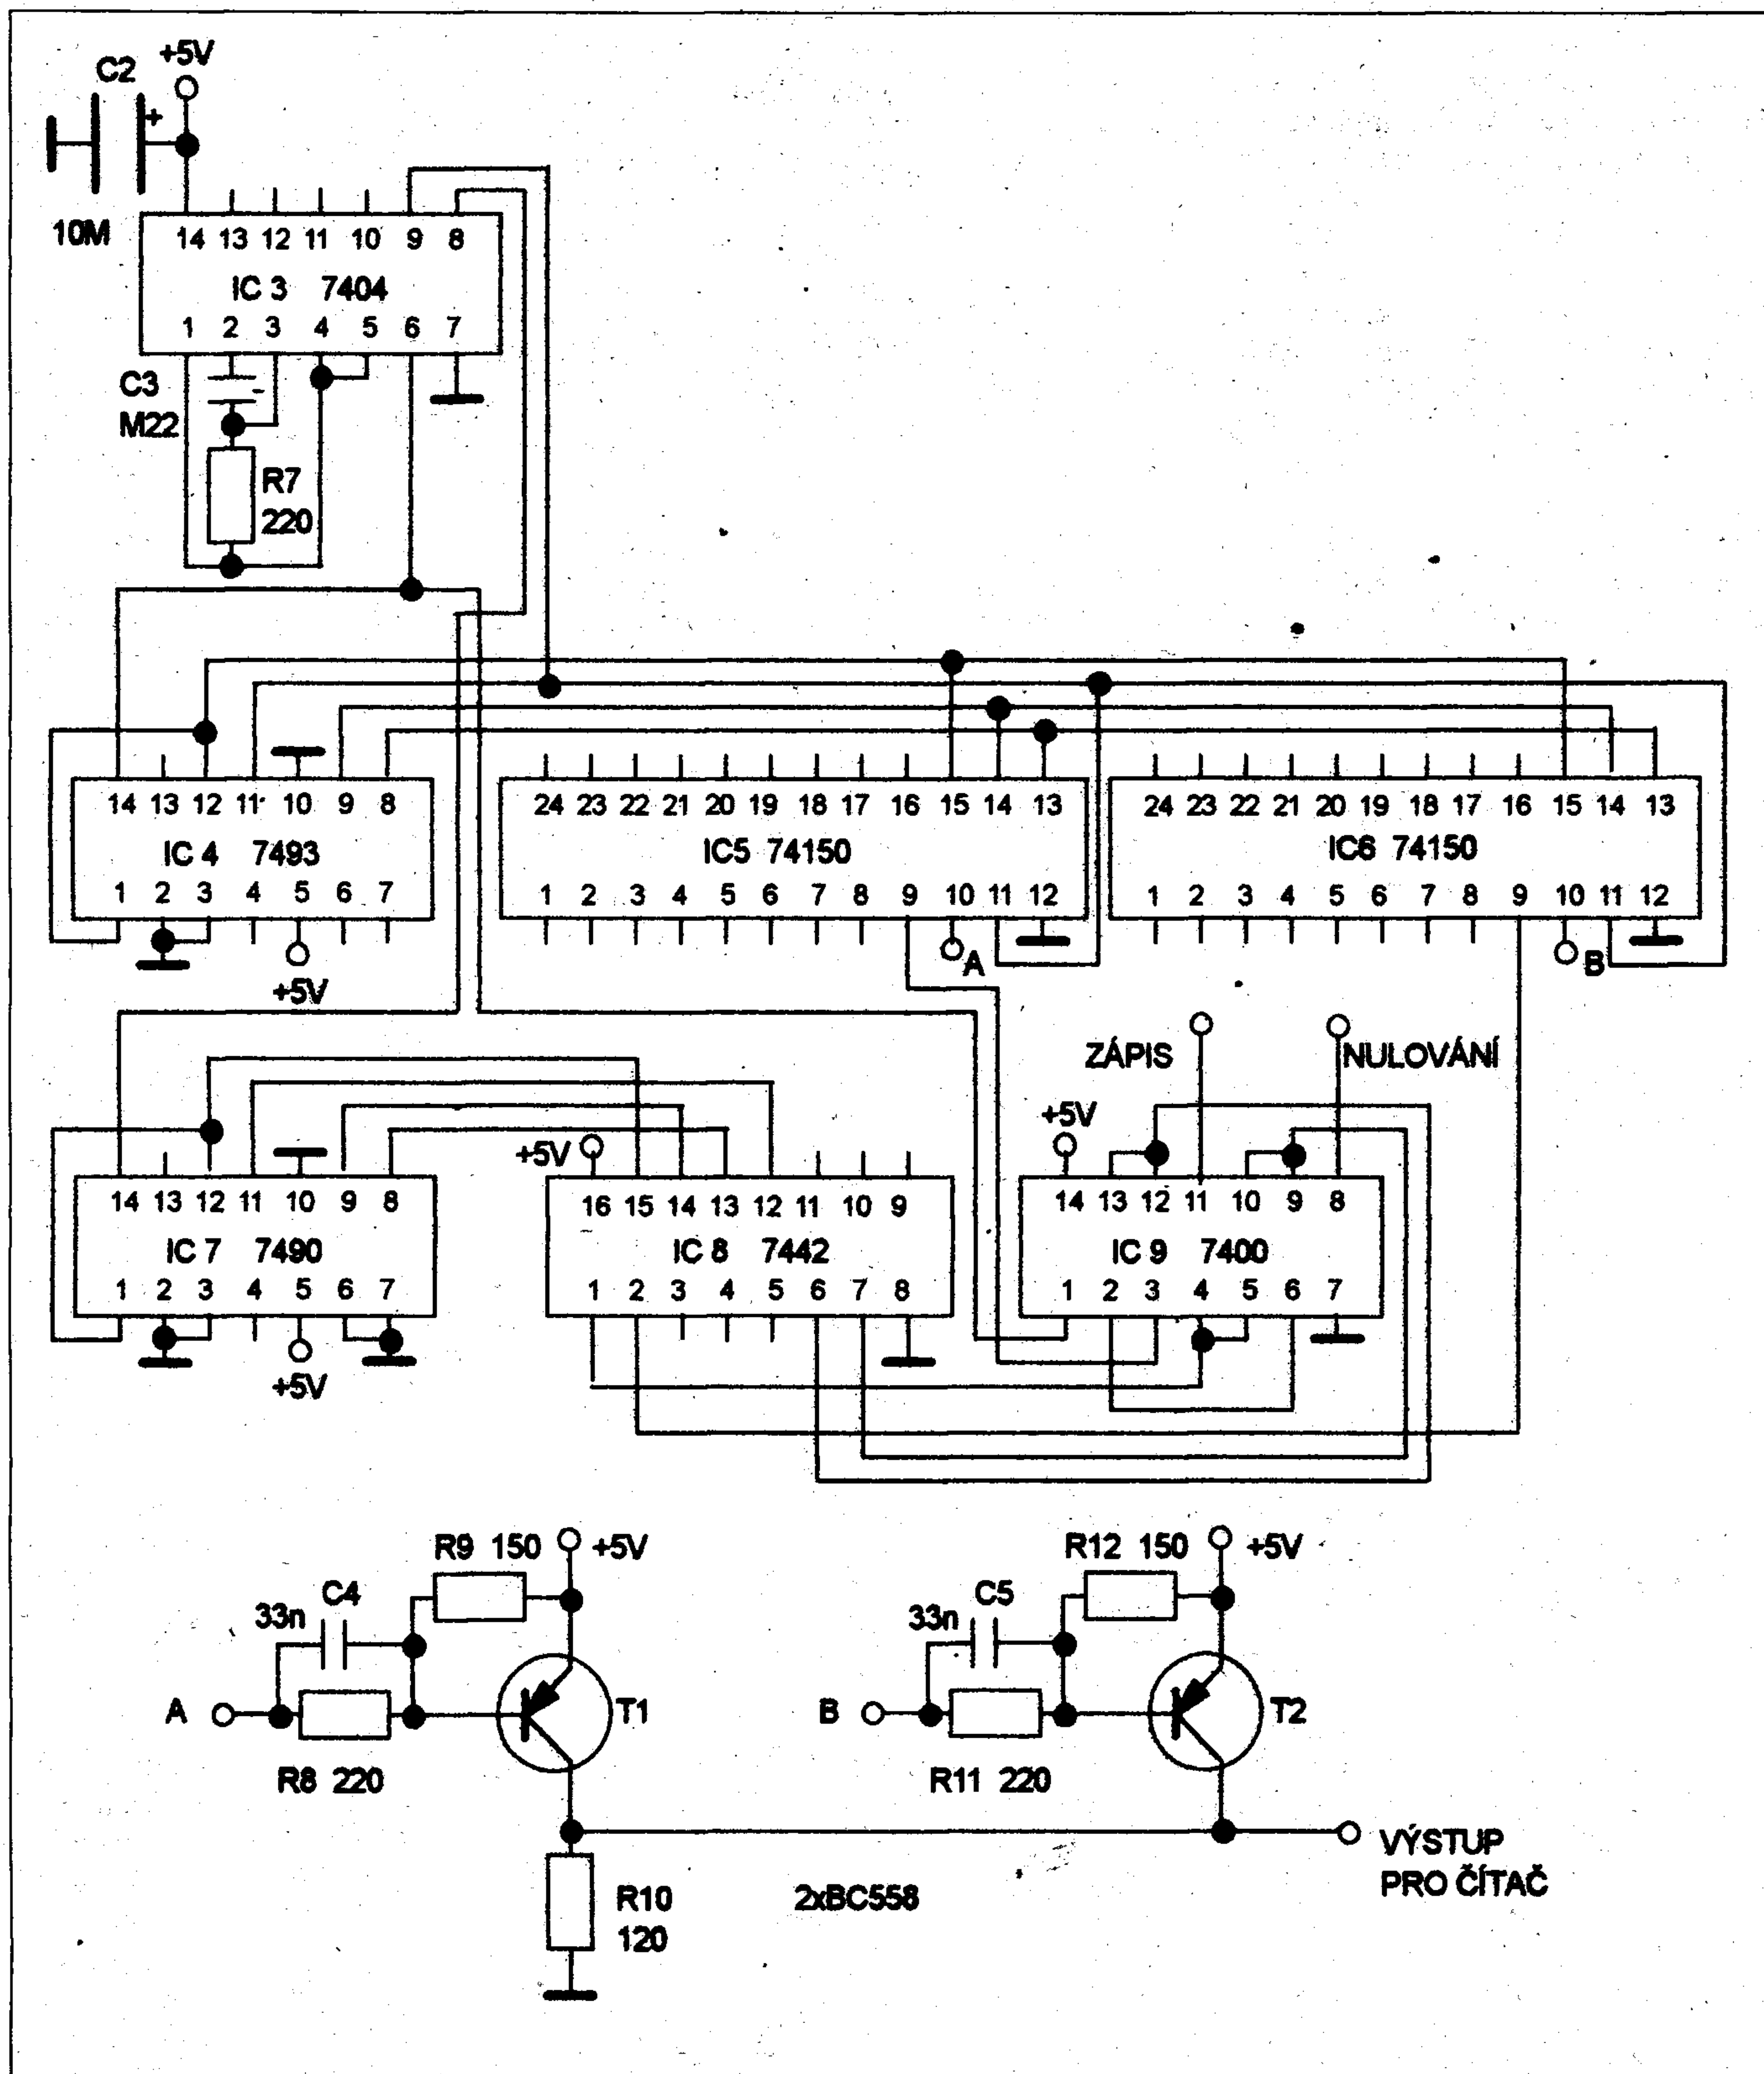 C2 +5V
+
10M
14 13 12 11 10 9 8
IC 3 7404
1 2 3 4 5 6 7
C3
M22
-
R7
220
14 13 12 11 10 9 8
IC 4 7493
1 2 3 4 5 6 7
+5V
24 23 22 21 20 19 18 17 16 15 14 13
IC5 74150
1 2 3 4 5 6 7 8 9 10 11 12
A
24 23 22 21 20 19 18 17 16 15 14 13
IC6 74150
1 2 3 4 5 6 7 8 9 10 11 12
B
ZÁPIS
NULOVÁNÍ
14 13 12 11 10 9 8
IC 7 7490
1 2 3 4 5 6 7
+5V
+5V
16 15 14 13 12 11 10 9
IC 8 7442
1 2 3 4 5 6 7 8
+5V
14 13 12 11 10 9 8
IC 9 7400
1 2 3 4 5 6 7
R9 150
+5V
C4
33n
A
T1
R8 220
R12 150
+5V
C5
33n
B
T2
R11 220
VÝSTUP
PRO ČÍTAČ
R10
120
2xBC558